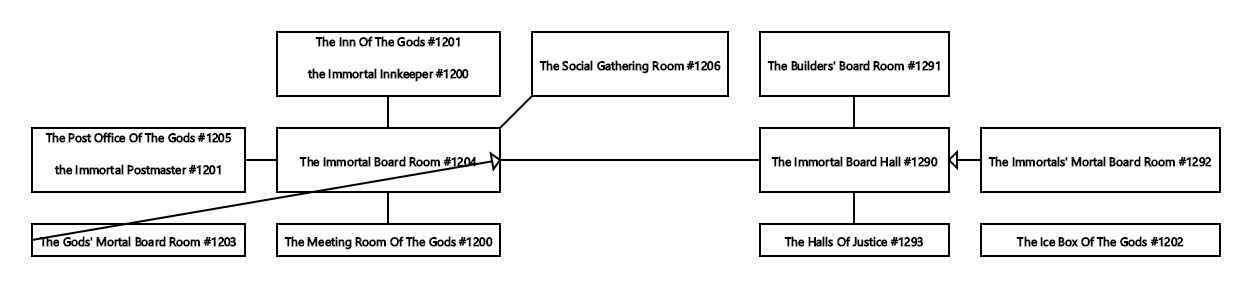 The Inn Of The Gods #1201
the Immortal Innkeeper #1200
The Social Gathering Room #1206
The Builders' Board Room #1291
The Post Office Of The Gods #1205
the Immortal Postmaster #1201
The Immortal Board Room #1204
The Immortal Board Hall #1290
The Immortals' Mortal Board Room #1292
The Gods' Mortal Board Room #1203
The Meeting Room Of The Gods #1200
The Halls Of Justice #1293
The Ice Box Of The Gods #1202